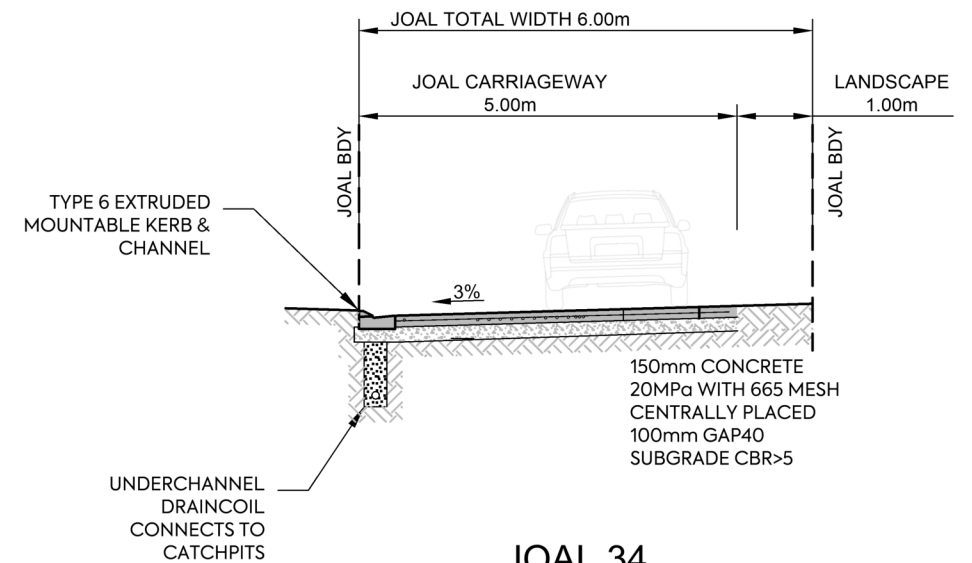 JOAL TOTAL WIDTH 6.00m
JOAL CARRIAGEWAY
5.00m
LANDSCAPE
1.00m
JOAL BDY
JOAL BDY
TYPE 6 EXTRUDED
MOUNTABLE KERB &
CHANNEL
3%
150mm CONCRETE
20MPa WITH 665 MESH
CENTRALLY PLACED
100mm GAP40
SUBGRADE CBR>5
UNDERCHANNEL
DRAINCOIL
CONNECTS TO
CATCHPITS
JOAL 34